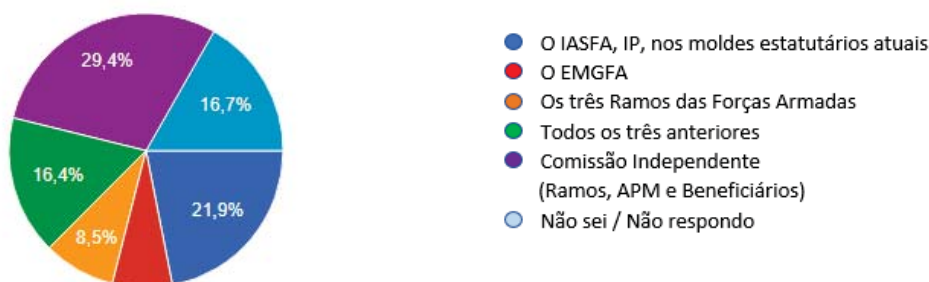 29,4%
16,7%
16,4%
21,9%
8,5%
O IASFA, IP, nos moldes estatutários atuais
O EMGFA
Os três Ramos das Forças Armadas
Todos os três anteriores
Comissão Independente
(Ramos, APM e Beneficiários)
Não sei / Não respondo